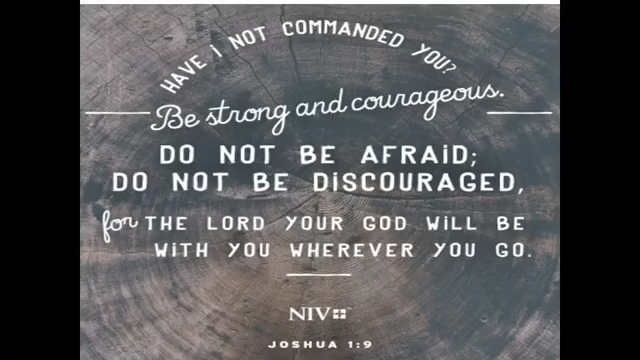 HAVE i NOT COMMANDED YOU?
Be strong and courageous.
DO NOT BE AFRAiD;
DO NOT BE DiSCOURAGED,
for THE LORD YOUR GOD WiLL BE
WiTH YOU WHEREVER YOU GO.
NIV
JOSHUA 1:9